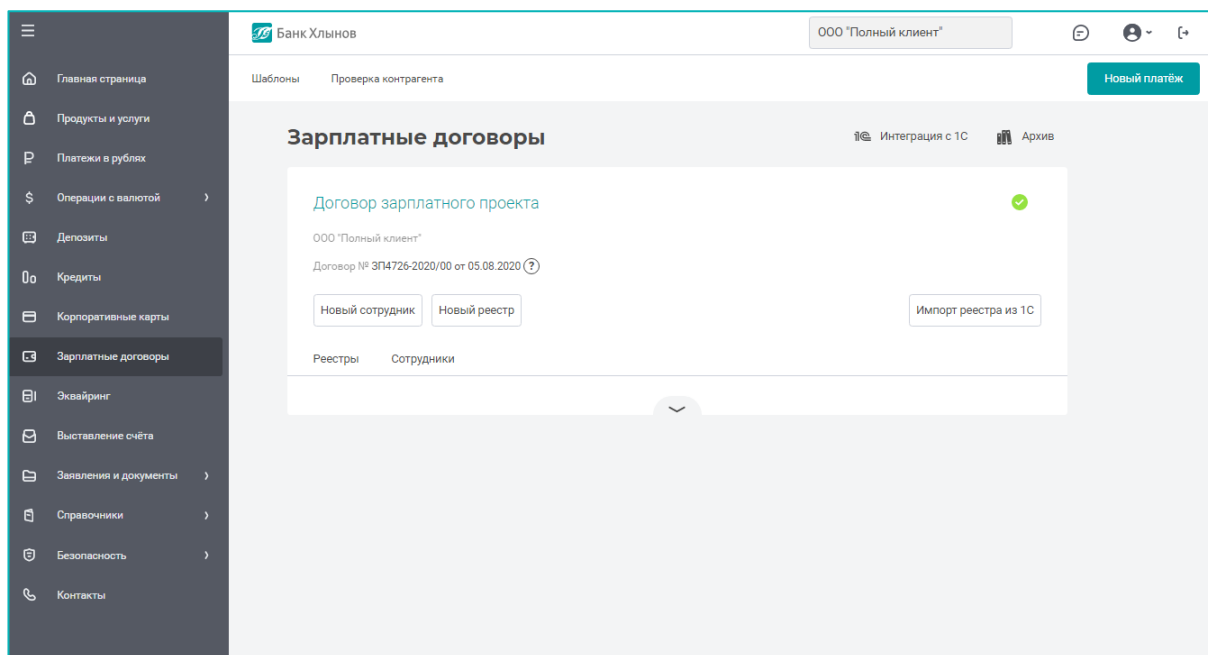 Банк Хлынов
ООО "Полный клиент"
Шаблоны
Проверка контрагента
Новый платёж
Главная страница
Продукты и услуги
Платежи в рублях
Операции с валютой
Депозиты
Кредиты
Корпоративные карты
Зарплатные договоры
Эквайринг
Выставление счёта
Заявления и документы
Справочники
Безопасность
Контакты
Зарплатные договоры
Интеграция с 1С
Архив
Договор зарплатного проекта
ООО "Полный клиент"
Договор № ЗП4726-2020/00 от 05.08.2020 ?
Новый сотрудник
Новый реестр
Импорт реестра из 1С
Реестры
Сотрудники